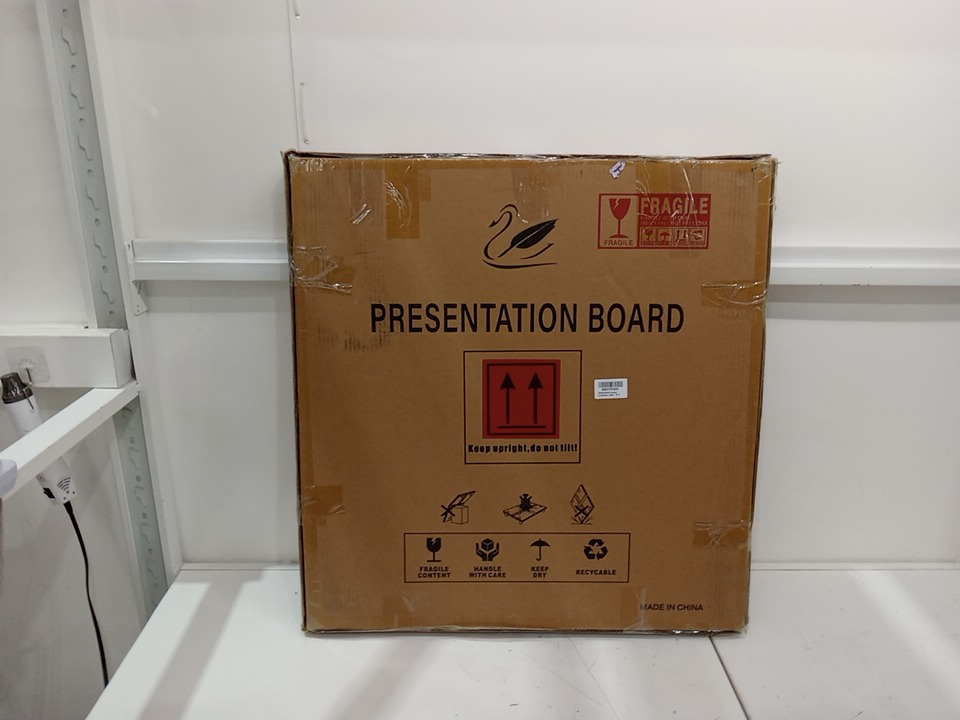 FRAGILE
FRAGILE
PRESENTATION BOARD
Keep upright,do not tilt!
FRAGILE CONTENT
HANDLE WITH CARE
KEEP DRY
RECYCABLE
MADE IN CHINA